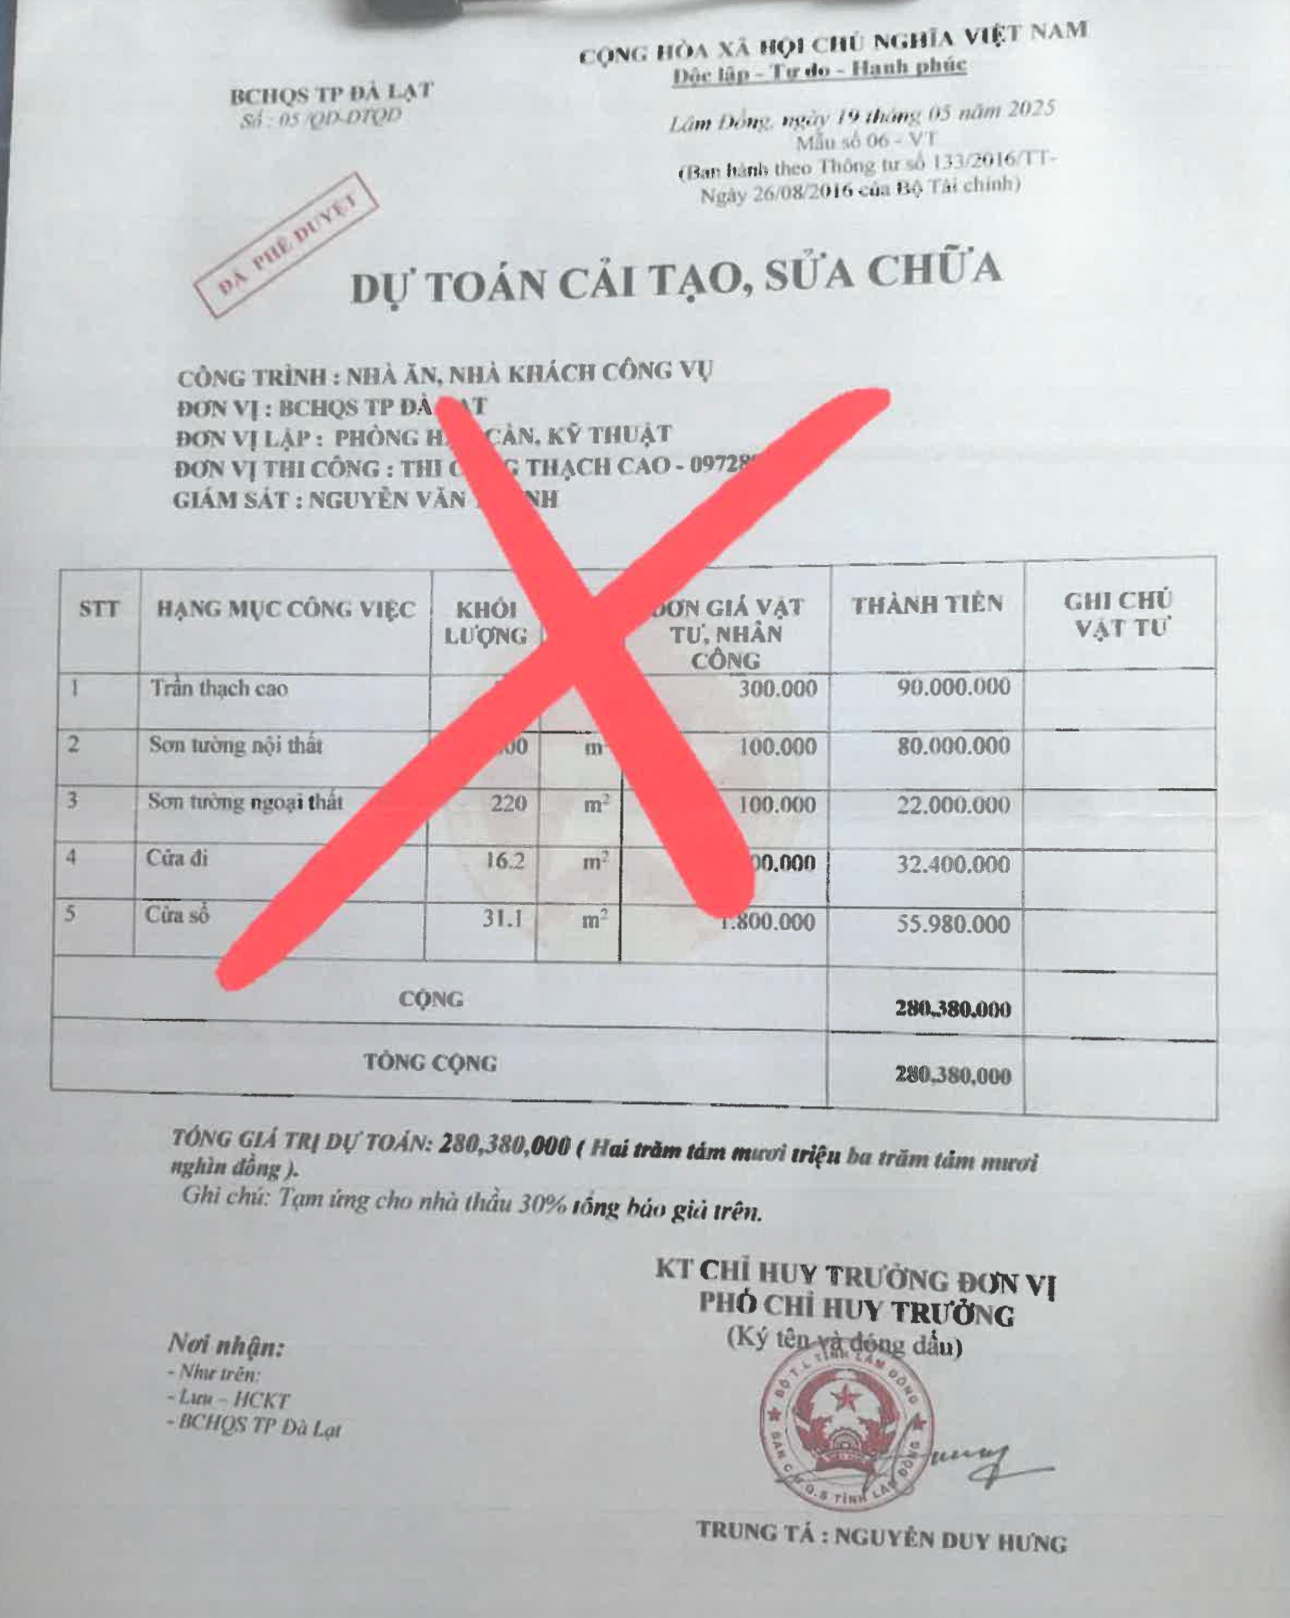 CỘNG HÒA XÃ HỘI CHỦ NGHĨA VIỆT NAM
Độc lập - Tự do - Hạnh phúc
BCHQS TP ĐÀ LẠT
Số : 05 /QD-DTQD
Lâm Đồng, ngày 19 tháng 05 năm 2025
Mẫu số 06 - VT
(Ban hành theo Thông tư số 133/2016/TT-
Ngày 26/08/2016 của Bộ Tài chính)
ĐÃ PHÊ DUYỆT
DỰ TOÁN CẢI TẠO, SỬA CHỮA
CÔNG TRÌNH : NHÀ ĂN, NHÀ KHÁCH CÔNG VỤ
ĐƠN VỊ : BCHQS TP ĐÀ
ĐƠN VỊ LẬP : PHÒNG CẦN, KỸ THUẬT
ĐƠN VỊ THI CÔNG : THI THẠCH CAO - 09728
GIÁM SÁT : NGUYỄN VĂN
STT HẠNG MỤC CÔNG VIỆC KHỐI LƯỢNG ĐƠN GIÁ VẬT TƯ, NHÂN CÔNG THÀNH TIỀN GHI CHÚ VẬT TƯ
1 Trần thạch cao 300.000 90.000.000
2 Sơn tường nội thất m 100.000 80.000.000
3 Sơn tường ngoại thất 220 m² 100.000 22.000.000
4 Cửa đi 16.2 m² 32.400.000
5 Cửa sổ 31.1 m² 1.800.000 55.980.000
CỘNG 280,380,000
TỔNG CỘNG 280,380,000
TỔNG GIÁ TRỊ DỰ TOÁN: 280,380,000 ( Hai trăm tám mươi triệu ba trăm tám mươi
nghìn đồng ).
Ghi chú: Tạm ứng cho nhà thầu 30% tổng báo giá trên.
KT CHỈ HUY TRƯỞNG ĐƠN VỊ
PHÓ CHỈ HUY TRƯỞNG
(Ký tên và đóng dấu)
Nơi nhận:
- Như trên;
- Lưu – HCKT
- BCHQS TP Đà Lạt
TRUNG TÁ : NGUYỄN DUY HƯNG